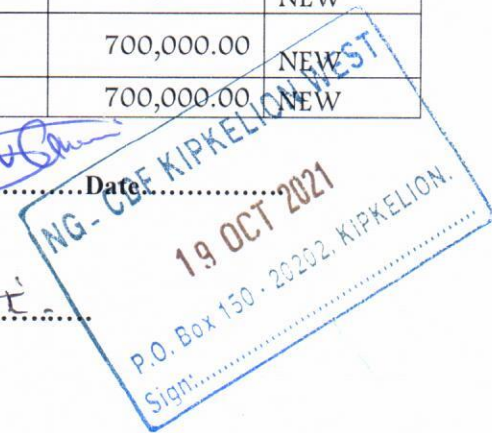 NEW
700,000.00 NEW
700,000.00 NEW
..........Date..................
NG - CDF KIPKELION WEST
19 OCT 2021
P.O. Box 150 - 20202, KIPKELION.
Sign:.............................................